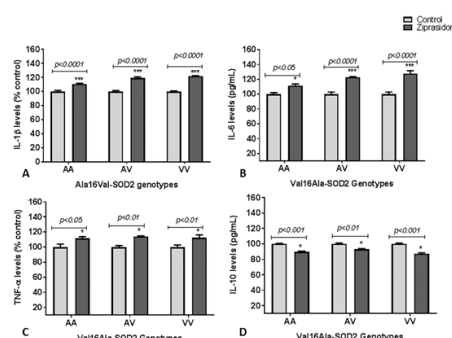 Control
Ziprasidon
p<0.0001 p<0.0001 p<0.0001
*** *** ***
IL-1β levels (% control)
160
140
120
100
80
60
40
20
AA AV VV
A
Ala16Val-SOD2 genotypes
p<0.05 p<0.0001 p<0.0001
* *** ***
IL-6 levels (pg/mL)
160
140
120
100
80
60
40
20
AA AV VV
B
Val16Ala-SOD2 Genotypes
p<0.05 p<0.01 p<0.01
* * *
TNF-α levels (% control)
160
140
120
100
80
60
40
20
AA AV VV
C
Val16Ala-SOD2 Genotypes
p<0.001 p<0.01 p<0.001
* * *
IL-10 levels (pg/mL)
160
140
120
100
80
60
40
20
AA AV VV
D
Val16Ala-SOD2 Genotypes